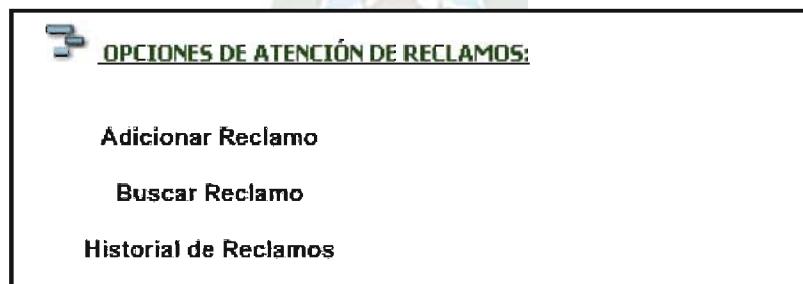 OPCIONES DE ATENCIÓN DE RECLAMOS:
Adicionar Reclamo
Buscar Reclamo
Historial de Reclamos